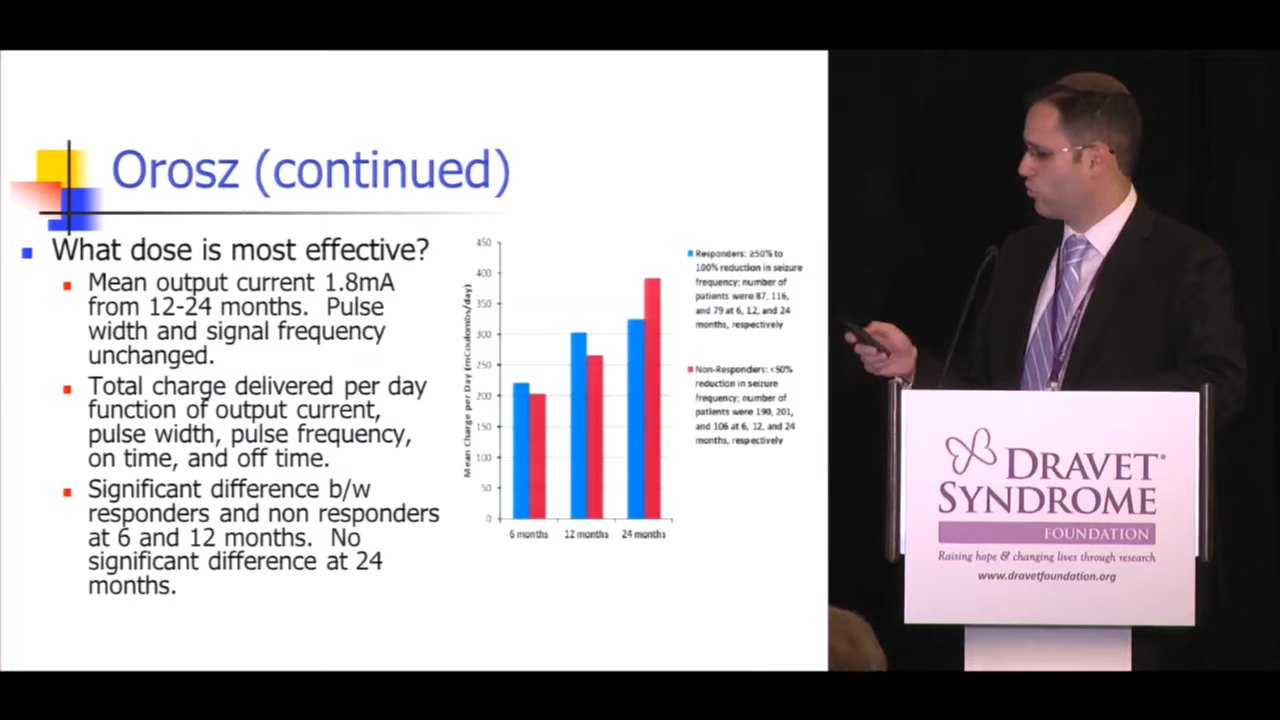 Orosz (continued)
What dose is most effective?
Mean output current 1.8mA
from 12-24 months.  Pulse
width and signal frequency
unchanged.
Total charge delivered per day
function of output current,
pulse width, pulse frequency,
on time, and off time.
Significant difference b/w
responders and non responders
at 6 and 12 months.  No
significant difference at 24
months.
Mean Charge per Day (mCoulombs/day)
450
400
350
300
250
200
150
100
50
0
6 months
12 months
24 months
Responders: ≥50% to
100% reduction in seizure
frequency; number of
patients were 87, 116,
and 79 at 6, 12, and 24
months, respectively
Non-Responders: <50%
reduction in seizure
frequency; number of
patients were 190, 201,
and 106 at 6, 12, and 24
months, respectively
DRAVET®
SYNDROME
FOUNDATION
Raising hope & changing lives through research
www.dravetfoundation.org